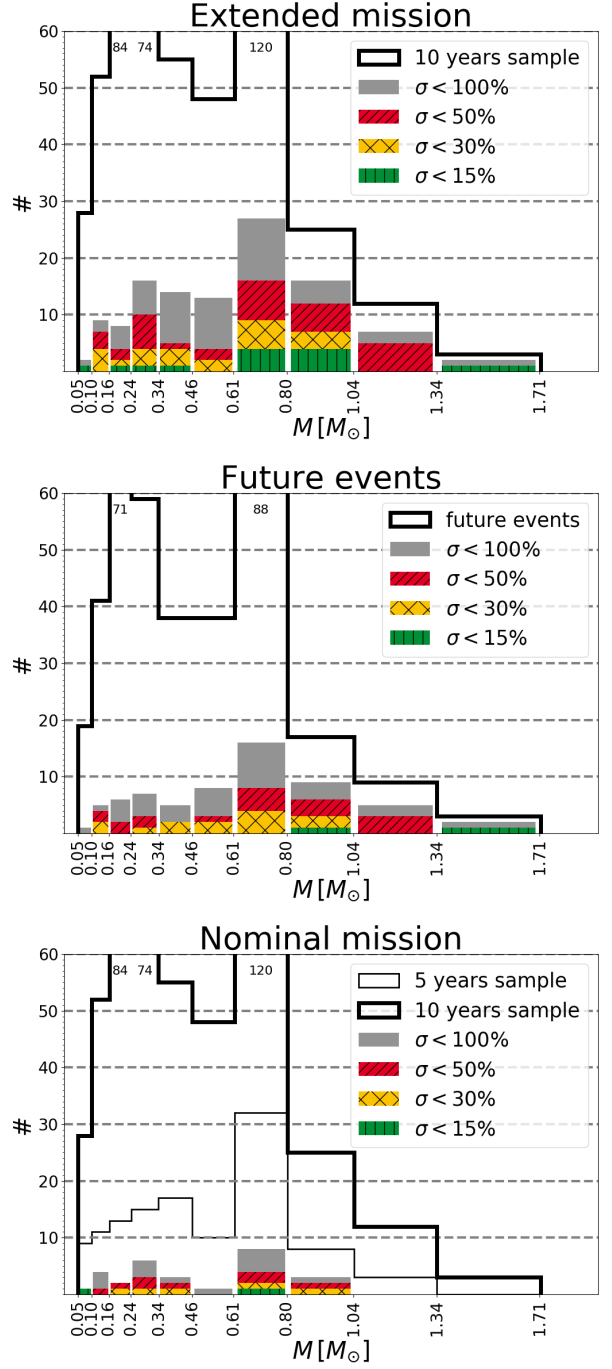 Extended mission
60
50
40
30
20
10
#
84 74 120
10 years sample
σ < 100%
σ < 50%
σ < 30%
σ < 15%
0.05 0.10 0.16 0.24 0.34 0.46 0.61 0.80 1.04 1.34 1.71
M [M⊙]
Future events
60
50
40
30
20
10
#
71 88
future events
σ < 100%
σ < 50%
σ < 30%
σ < 15%
0.05 0.10 0.16 0.24 0.34 0.46 0.61 0.80 1.04 1.34 1.71
M [M⊙]
Nominal mission
60
50
40
30
20
10
#
84 74 120
5 years sample
10 years sample
σ < 100%
σ < 50%
σ < 30%
σ < 15%
0.05 0.10 0.16 0.24 0.34 0.46 0.61 0.80 1.04 1.34 1.71
M [M⊙]